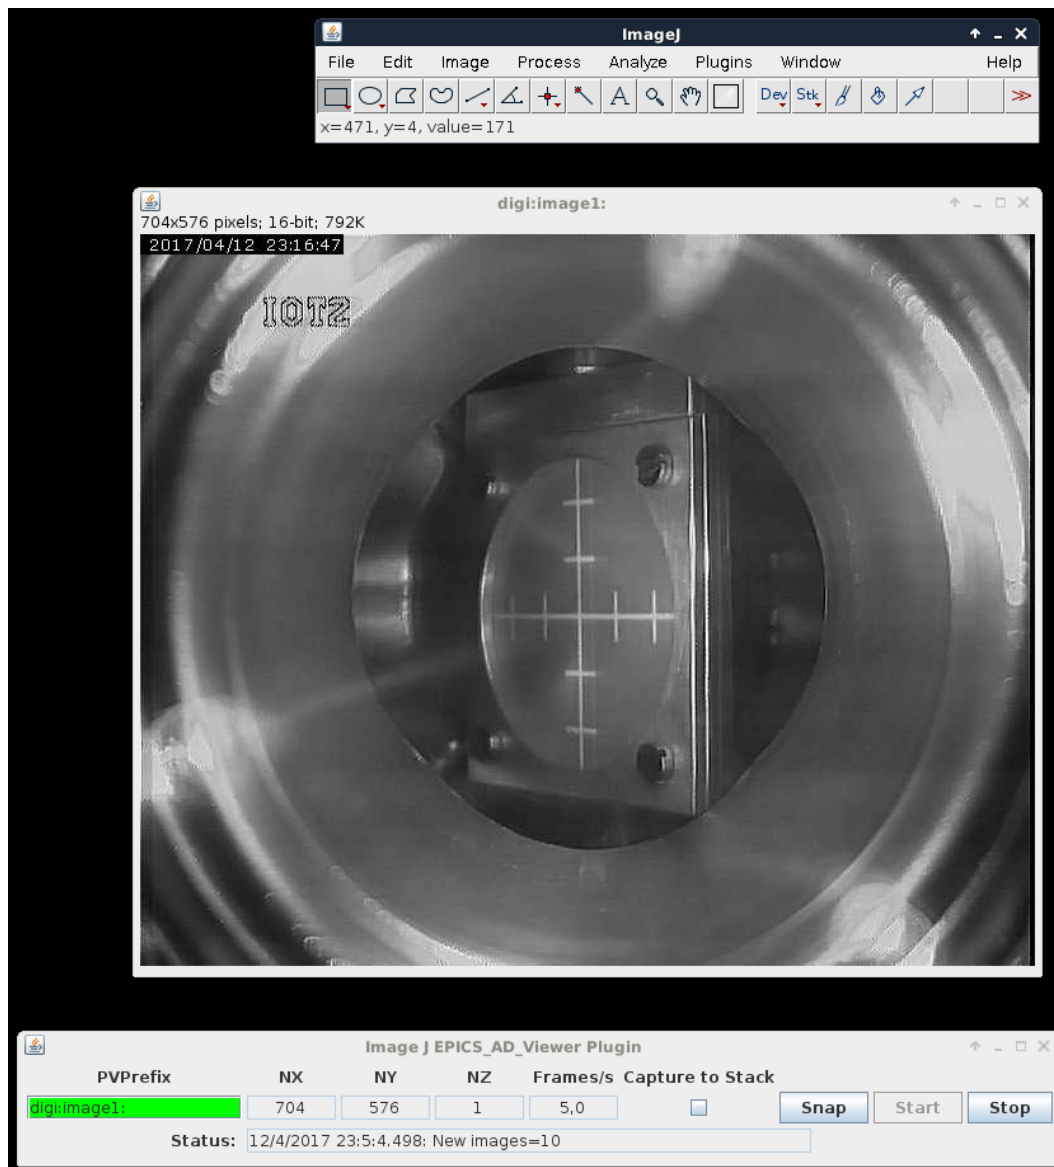 ImageJ
File Edit Image Process Analyze Plugins Window Help
A Dev Stk >>
x=471, y=4, value=171
digi:image1:
704x576 pixels; 16-bit; 792K
2017/04/12 23:16:47
IOTZ
Image J EPICS_AD_Viewer Plugin
PVPrefix NX NY NZ Frames/s Capture to Stack
digi:image1: 704 576 1 5,0 Snap Start Stop
Status: 12/4/2017 23:5:4.498: New images=10